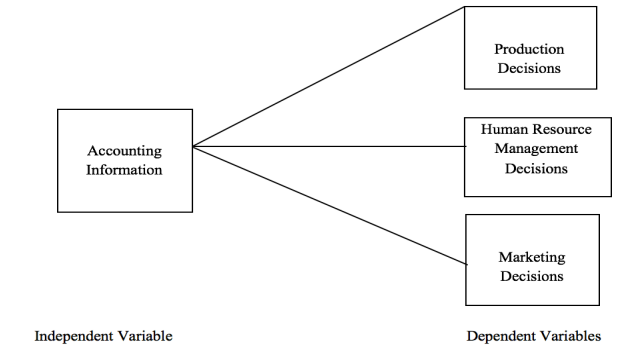 Production
Decisions
Human Resource
Management
Decisions
Accounting
Information
Marketing
Decisions
Independent Variable
Dependent Variables